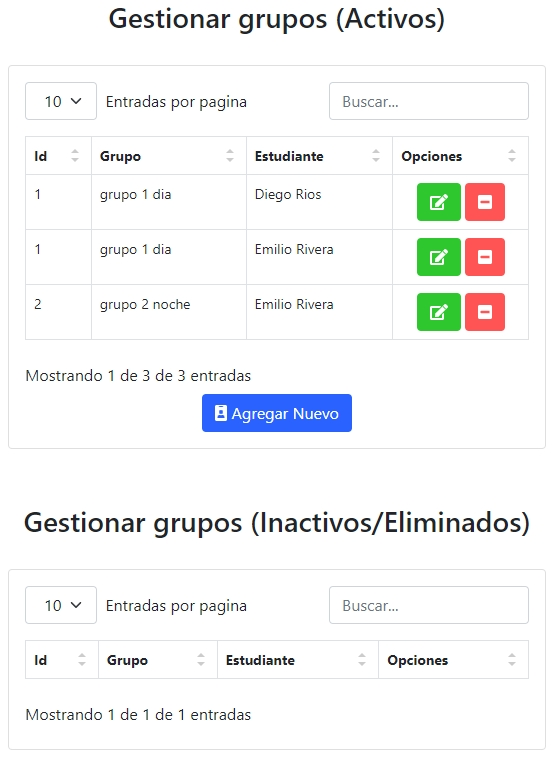 Gestionar grupos (Activos)
10 Entradas por pagina Buscar...
Id Grupo Estudiante Opciones
1 grupo 1 dia Diego Rios
1 grupo 1 dia Emilio Rivera
2 grupo 2 noche Emilio Rivera
Mostrando 1 de 3 de 3 entradas
Agregar Nuevo
Gestionar grupos (Inactivos/Eliminados)
10 Entradas por pagina Buscar...
Id Grupo Estudiante Opciones
Mostrando 1 de 1 de 1 entradas